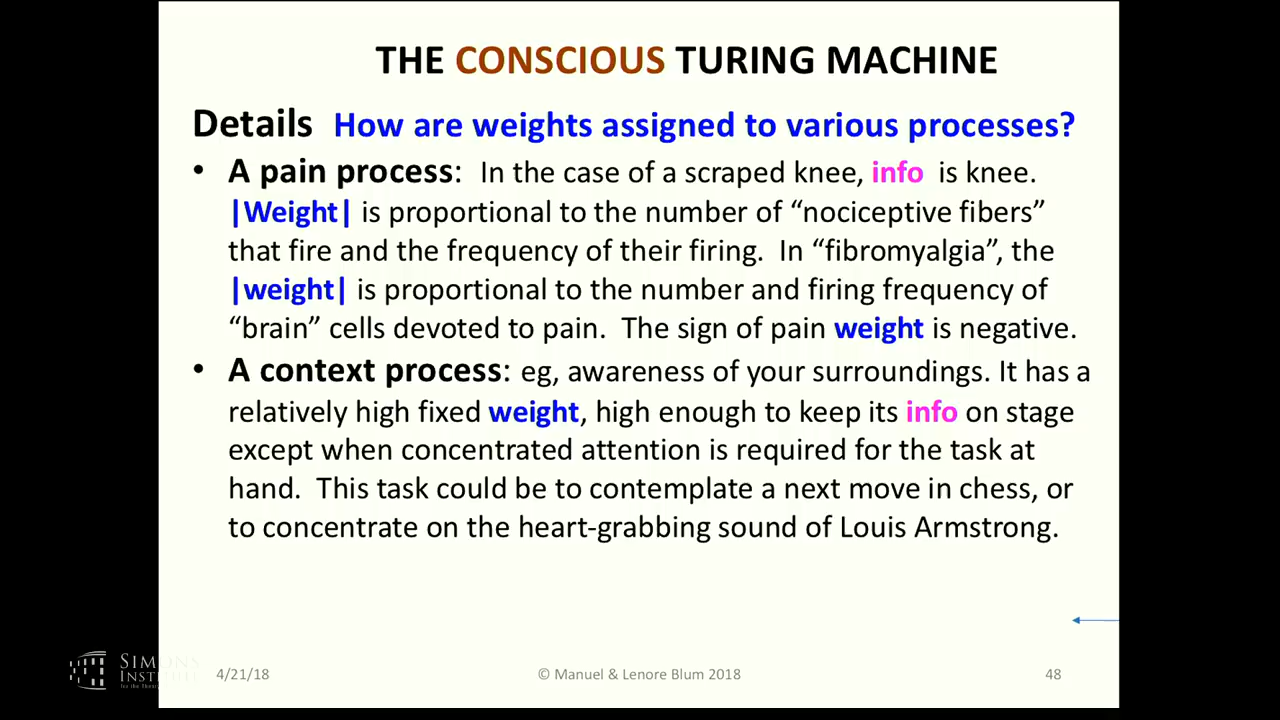 THE CONSCIOUS TURING MACHINE
Details How are weights assigned to various processes?
• A pain process: In the case of a scraped knee, info is knee.
|Weight| is proportional to the number of “nociceptive fibers”
that fire and the frequency of their firing. In “fibromyalgia”, the
|weight| is proportional to the number and firing frequency of
“brain” cells devoted to pain. The sign of pain weight is negative.
• A context process: eg, awareness of your surroundings. It has a
relatively high fixed weight, high enough to keep its info on stage
except when concentrated attention is required for the task at
hand. This task could be to contemplate a next move in chess, or
to concentrate on the heart-grabbing sound of Louis Armstrong.
4/21/18
© Manuel & Lenore Blum 2018
48